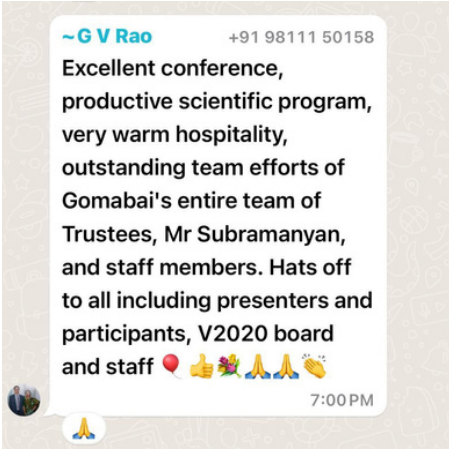 ~G V Rao +91 98111 50158
Excellent conference,
productive scientific program,
very warm hospitality,
outstanding team efforts of
Gomabai's entire team of
Trustees, Mr Subramanyan,
and staff members. Hats off
to all including presenters and
participants, V2020 board
and staff 🎈👍💐🙏🙏👏
7:00 PM
🙏